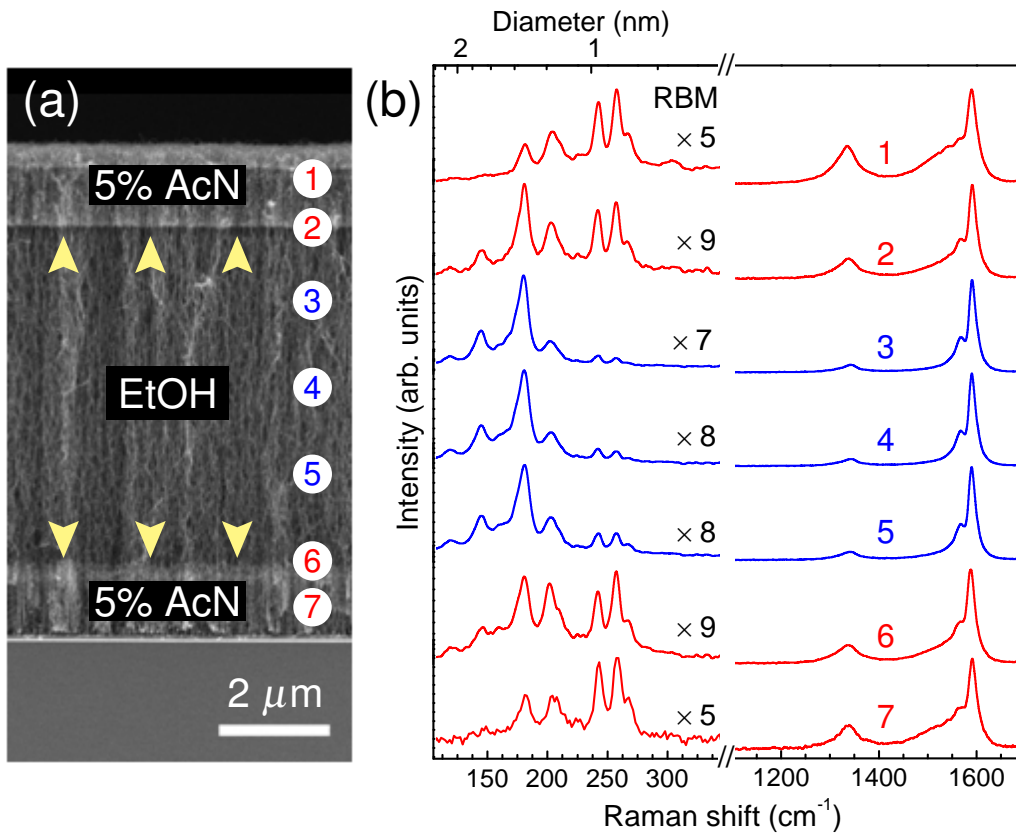 (a)
5% AcN
1
2
3
EtOH
4
5
6
5% AcN
7
2 μm
(b)
Diameter (nm)
2
1
RBM
× 5
1
× 9
2
× 7
3
× 8
4
× 8
5
× 9
6
× 5
7
Intensity (arb. units)
150 200 250 300 1200 1400 1600
Raman shift (cm⁻¹)